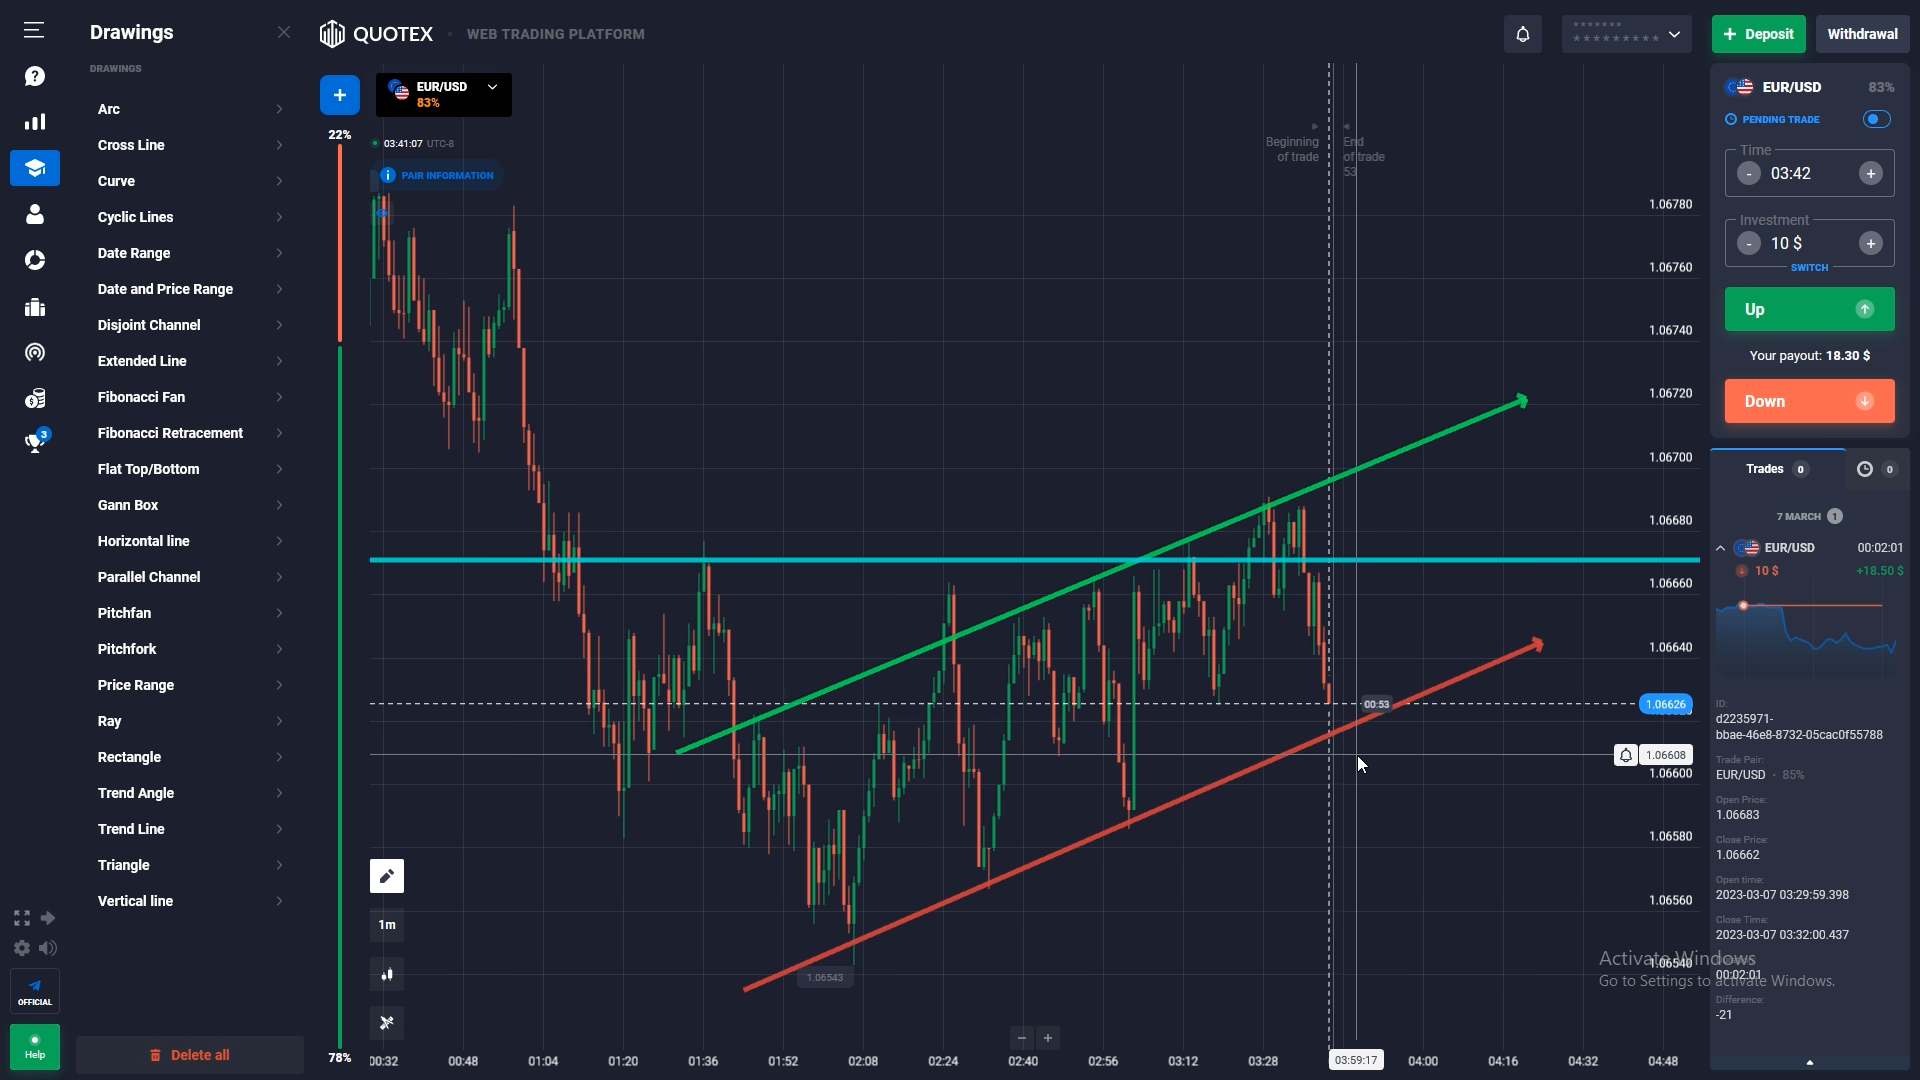 Drawings
QUOTEX
WEB TRADING PLATFORM
*******
*********
Deposit
Withdrawal
DRAWINGS
Arc
Cross Line
Curve
Cyclic Lines
Date Range
Date and Price Range
Disjoint Channel
Extended Line
Fibonacci Fan
Fibonacci Retracement
Flat Top/Bottom
Gann Box
Horizontal line
Parallel Channel
Pitchfan
Pitchfork
Price Range
Ray
Rectangle
Trend Angle
Trend Line
Triangle
Vertical line
Delete all
3
OFFICIAL
Help
EUR/USD
83%
22%
03:41:07 UTC-8
PAIR INFORMATION
78%
1m
Beginning
of trade
End
of trade
53
1.06780
1.06760
1.06740
1.06720
1.06700
1.06680
1.06660
1.06640
1.06626
00:53
1.06608
1.06600
1.06580
1.06560
1.06540
1.06543
00:32
00:48
01:04
01:20
01:36
01:52
02:08
02:24
02:40
02:56
03:12
03:28
03:59:17
04:00
04:16
04:32
04:48
EUR/USD
83%
PENDING TRADE
Time
- 03:42 +
Investment
- 10 $ +
SWITCH
Up
Your payout: 18.30 $
Down
Trades 0
0
7 MARCH 1
EUR/USD 00:02:01
10 $ +18.50 $
ID:
d2235971-
bbae-46e8-8732-05cac0f55788
Trade Pair:
EUR/USD · 85%
Open Price:
1.06683
Close Price:
1.06662
Open time:
2023-03-07 03:29:59.398
Close Time:
2023-03-07 03:32:00.437
00:02:01
Difference:
-21
Activate Windows
Go to Settings to activate Windows.